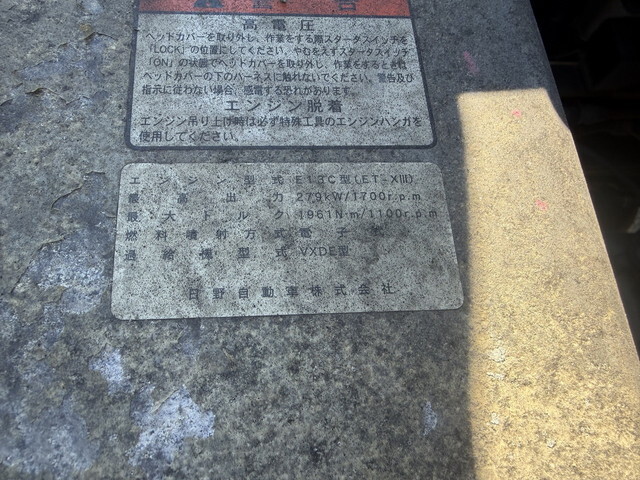 警告
高電圧
ヘッドカバーを取り外し、作業をする際スタータスイッチを
「LOCK」の位置にしてください。やむをえずスタータスイッチ
「ON」の状態でヘッドカバーを取り外し、作業をするときは
ヘッドカバーの下のハーネスに触れないでください。警告及び
指示に従わない場合、感電する恐れがあります。
エンジン脱着
エンジン吊り上げ時は必ず特殊工具のエンジンハンガを
使用してください。
エンジン型式 E13C型(ET-XIII)
最高出力 279kW/1700r.p.m
最大トルク 1961N·m/1100r.p.m
燃料噴射方式 電子
過給機型式 VXDE型
日野自動車株式会社